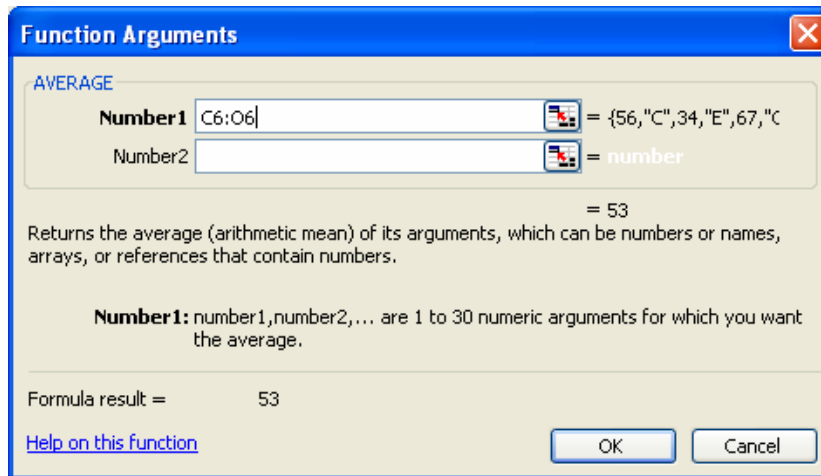 Function Arguments
AVERAGE
Number1 C6:O6 = {56,"C",34,"E",67,"C
Number2 = number
= 53
Returns the average (arithmetic mean) of its arguments, which can be numbers or names,
arrays, or references that contain numbers.
Number1: number1,number2,... are 1 to 30 numeric arguments for which you want
the average.
Formula result = 53
Help on this function OK Cancel